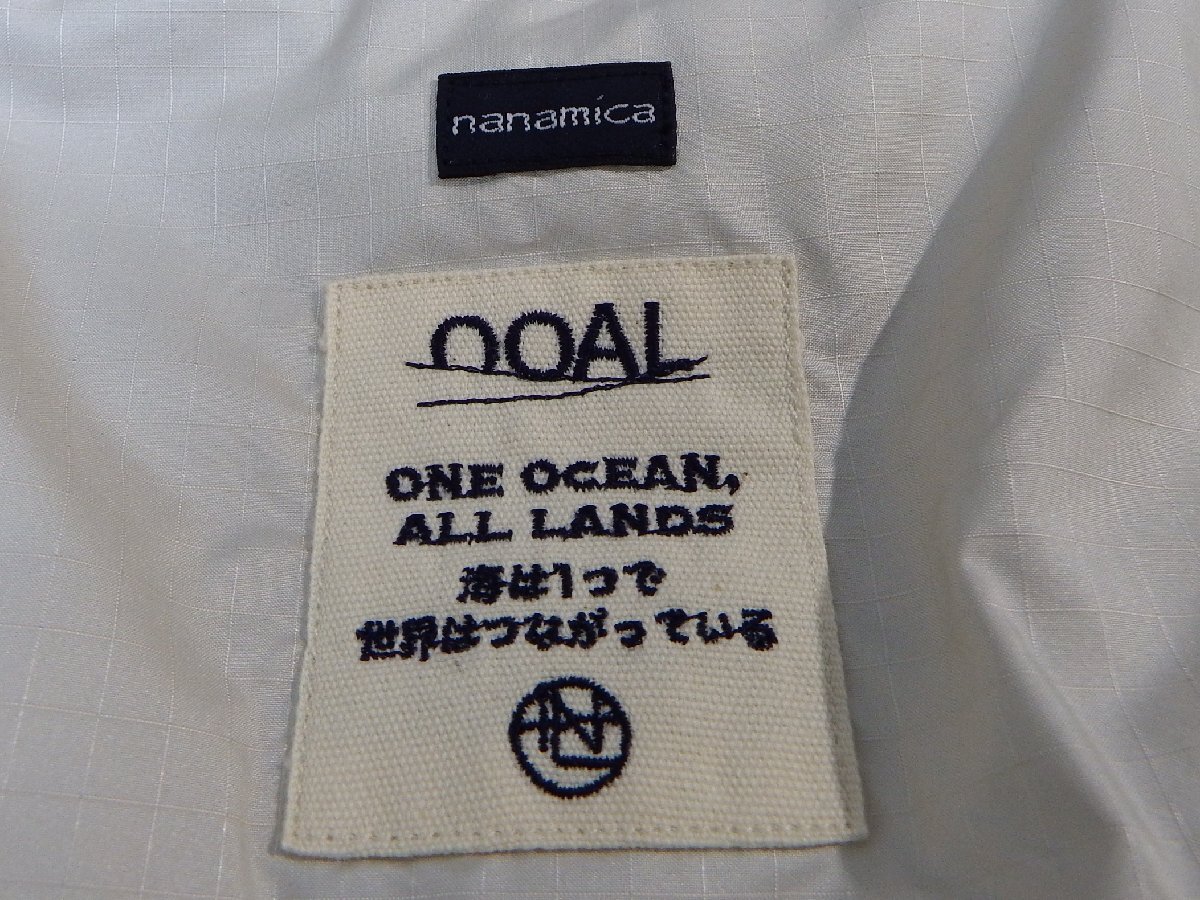 nanamica
nOAL
ONE OCEAN,
ALL LANDS
海は1つで
世界はつながっている